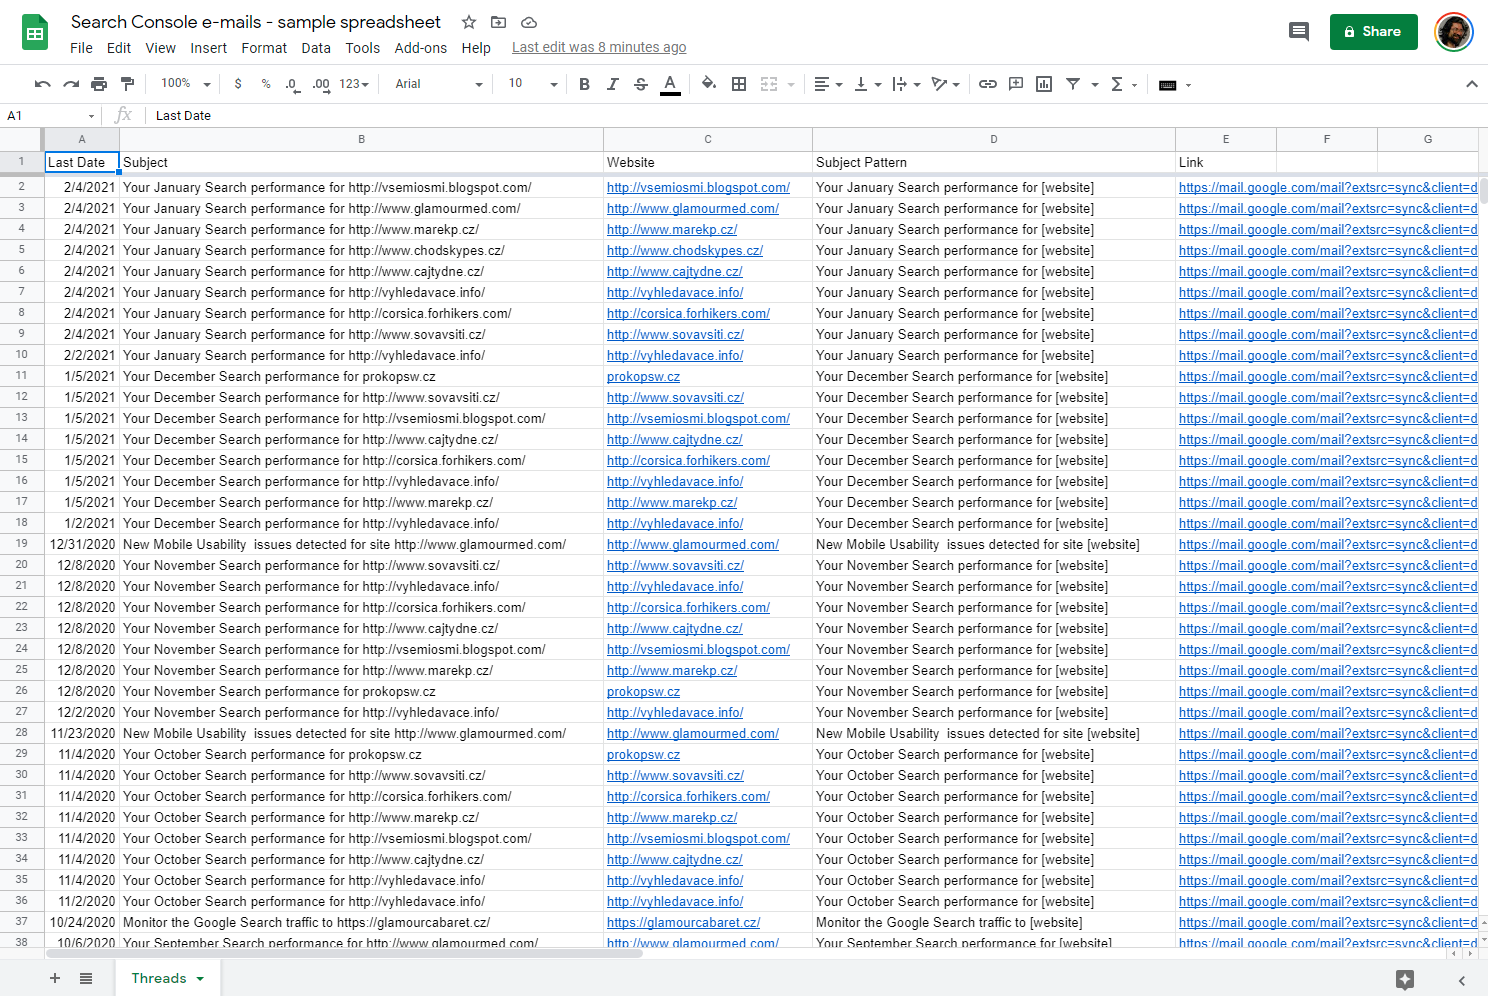 Search Console e-mails - sample spreadsheet
File Edit View Insert Format Data Tools Add-ons Help Last edit was 8 minutes ago
Share
100% $ % .0 .00 123 Arial 10 B I S A
A1 fx Last Date
A B C D E F G
1 Last Date Subject Website Subject Pattern Link
2 2/4/2021 Your January Search performance for http://vsemiosmi.blogspot.com/ http://vsemiosmi.blogspot.com/ Your January Search performance for [website] https://mail.google.com/mail?extsrc=sync&client=d
3 2/4/2021 Your January Search performance for http://www.glamourmed.com/ http://www.glamourmed.com/ Your January Search performance for [website] https://mail.google.com/mail?extsrc=sync&client=d
4 2/4/2021 Your January Search performance for http://www.marekp.cz/ http://www.marekp.cz/ Your January Search performance for [website] https://mail.google.com/mail?extsrc=sync&client=d
5 2/4/2021 Your January Search performance for http://www.chodskypes.cz/ http://www.chodskypes.cz/ Your January Search performance for [website] https://mail.google.com/mail?extsrc=sync&client=d
6 2/4/2021 Your January Search performance for http://www.cajtydne.cz/ http://www.cajtydne.cz/ Your January Search performance for [website] https://mail.google.com/mail?extsrc=sync&client=d
7 2/4/2021 Your January Search performance for http://vyhledavace.info/ http://vyhledavace.info/ Your January Search performance for [website] https://mail.google.com/mail?extsrc=sync&client=d
8 2/4/2021 Your January Search performance for http://corsica.forhikers.com/ http://corsica.forhikers.com/ Your January Search performance for [website] https://mail.google.com/mail?extsrc=sync&client=d
9 2/4/2021 Your January Search performance for http://www.sovavsiti.cz/ http://www.sovavsiti.cz/ Your January Search performance for [website] https://mail.google.com/mail?extsrc=sync&client=d
10 2/2/2021 Your January Search performance for http://vyhledavace.info/ http://vyhledavace.info/ Your January Search performance for [website] https://mail.google.com/mail?extsrc=sync&client=d
11 1/5/2021 Your December Search performance for prokopsw.cz prokopsw.cz Your December Search performance for [website] https://mail.google.com/mail?extsrc=sync&client=d
12 1/5/2021 Your December Search performance for http://www.sovavsiti.cz/ http://www.sovavsiti.cz/ Your December Search performance for [website] https://mail.google.com/mail?extsrc=sync&client=d
13 1/5/2021 Your December Search performance for http://vsemiosmi.blogspot.com/ http://vsemiosmi.blogspot.com/ Your December Search performance for [website] https://mail.google.com/mail?extsrc=sync&client=d
14 1/5/2021 Your December Search performance for http://www.cajtydne.cz/ http://www.cajtydne.cz/ Your December Search performance for [website] https://mail.google.com/mail?extsrc=sync&client=d
15 1/5/2021 Your December Search performance for http://corsica.forhikers.com/ http://corsica.forhikers.com/ Your December Search performance for [website] https://mail.google.com/mail?extsrc=sync&client=d
16 1/5/2021 Your December Search performance for http://vyhledavace.info/ http://vyhledavace.info/ Your December Search performance for [website] https://mail.google.com/mail?extsrc=sync&client=d
17 1/5/2021 Your December Search performance for http://www.marekp.cz/ http://www.marekp.cz/ Your December Search performance for [website] https://mail.google.com/mail?extsrc=sync&client=d
18 1/2/2021 Your December Search performance for http://vyhledavace.info/ http://vyhledavace.info/ Your December Search performance for [website] https://mail.google.com/mail?extsrc=sync&client=d
19 12/31/2020 New Mobile Usability  issues detected for site http://www.glamourmed.com/ http://www.glamourmed.com/ New Mobile Usability  issues detected for site [website] https://mail.google.com/mail?extsrc=sync&client=d
20 12/8/2020 Your November Search performance for http://www.sovavsiti.cz/ http://www.sovavsiti.cz/ Your November Search performance for [website] https://mail.google.com/mail?extsrc=sync&client=d
21 12/8/2020 Your November Search performance for http://vyhledavace.info/ http://vyhledavace.info/ Your November Search performance for [website] https://mail.google.com/mail?extsrc=sync&client=d
22 12/8/2020 Your November Search performance for http://corsica.forhikers.com/ http://corsica.forhikers.com/ Your November Search performance for [website] https://mail.google.com/mail?extsrc=sync&client=d
23 12/8/2020 Your November Search performance for http://www.cajtydne.cz/ http://www.cajtydne.cz/ Your November Search performance for [website] https://mail.google.com/mail?extsrc=sync&client=d
24 12/8/2020 Your November Search performance for http://vsemiosmi.blogspot.com/ http://vsemiosmi.blogspot.com/ Your November Search performance for [website] https://mail.google.com/mail?extsrc=sync&client=d
25 12/8/2020 Your November Search performance for http://www.marekp.cz/ http://www.marekp.cz/ Your November Search performance for [website] https://mail.google.com/mail?extsrc=sync&client=d
26 12/8/2020 Your November Search performance for prokopsw.cz prokopsw.cz Your November Search performance for [website] https://mail.google.com/mail?extsrc=sync&client=d
27 12/2/2020 Your November Search performance for http://vyhledavace.info/ http://vyhledavace.info/ Your November Search performance for [website] https://mail.google.com/mail?extsrc=sync&client=d
28 11/23/2020 New Mobile Usability  issues detected for site http://www.glamourmed.com/ http://www.glamourmed.com/ New Mobile Usability  issues detected for site [website] https://mail.google.com/mail?extsrc=sync&client=d
29 11/4/2020 Your October Search performance for prokopsw.cz prokopsw.cz Your October Search performance for [website] https://mail.google.com/mail?extsrc=sync&client=d
30 11/4/2020 Your October Search performance for http://www.sovavsiti.cz/ http://www.sovavsiti.cz/ Your October Search performance for [website] https://mail.google.com/mail?extsrc=sync&client=d
31 11/4/2020 Your October Search performance for http://corsica.forhikers.com/ http://corsica.forhikers.com/ Your October Search performance for [website] https://mail.google.com/mail?extsrc=sync&client=d
32 11/4/2020 Your October Search performance for http://www.marekp.cz/ http://www.marekp.cz/ Your October Search performance for [website] https://mail.google.com/mail?extsrc=sync&client=d
33 11/4/2020 Your October Search performance for http://vsemiosmi.blogspot.com/ http://vsemiosmi.blogspot.com/ Your October Search performance for [website] https://mail.google.com/mail?extsrc=sync&client=d
34 11/4/2020 Your October Search performance for http://www.cajtydne.cz/ http://www.cajtydne.cz/ Your October Search performance for [website] https://mail.google.com/mail?extsrc=sync&client=d
35 11/4/2020 Your October Search performance for http://vyhledavace.info/ http://vyhledavace.info/ Your October Search performance for [website] https://mail.google.com/mail?extsrc=sync&client=d
36 11/2/2020 Your October Search performance for http://vyhledavace.info/ http://vyhledavace.info/ Your October Search performance for [website] https://mail.google.com/mail?extsrc=sync&client=d
37 10/24/2020 Monitor the Google Search traffic to https://glamourcabaret.cz/ https://glamourcabaret.cz/ Monitor the Google Search traffic to [website] https://mail.google.com/mail?extsrc=sync&client=d
38 10/6/2020 Your September Search performance for http://www.glamourmed.com/ http://www.glamourmed.com/ Your September Search performance for [website] https://mail.google.com/mail?extsrc=sync&client=d
Threads